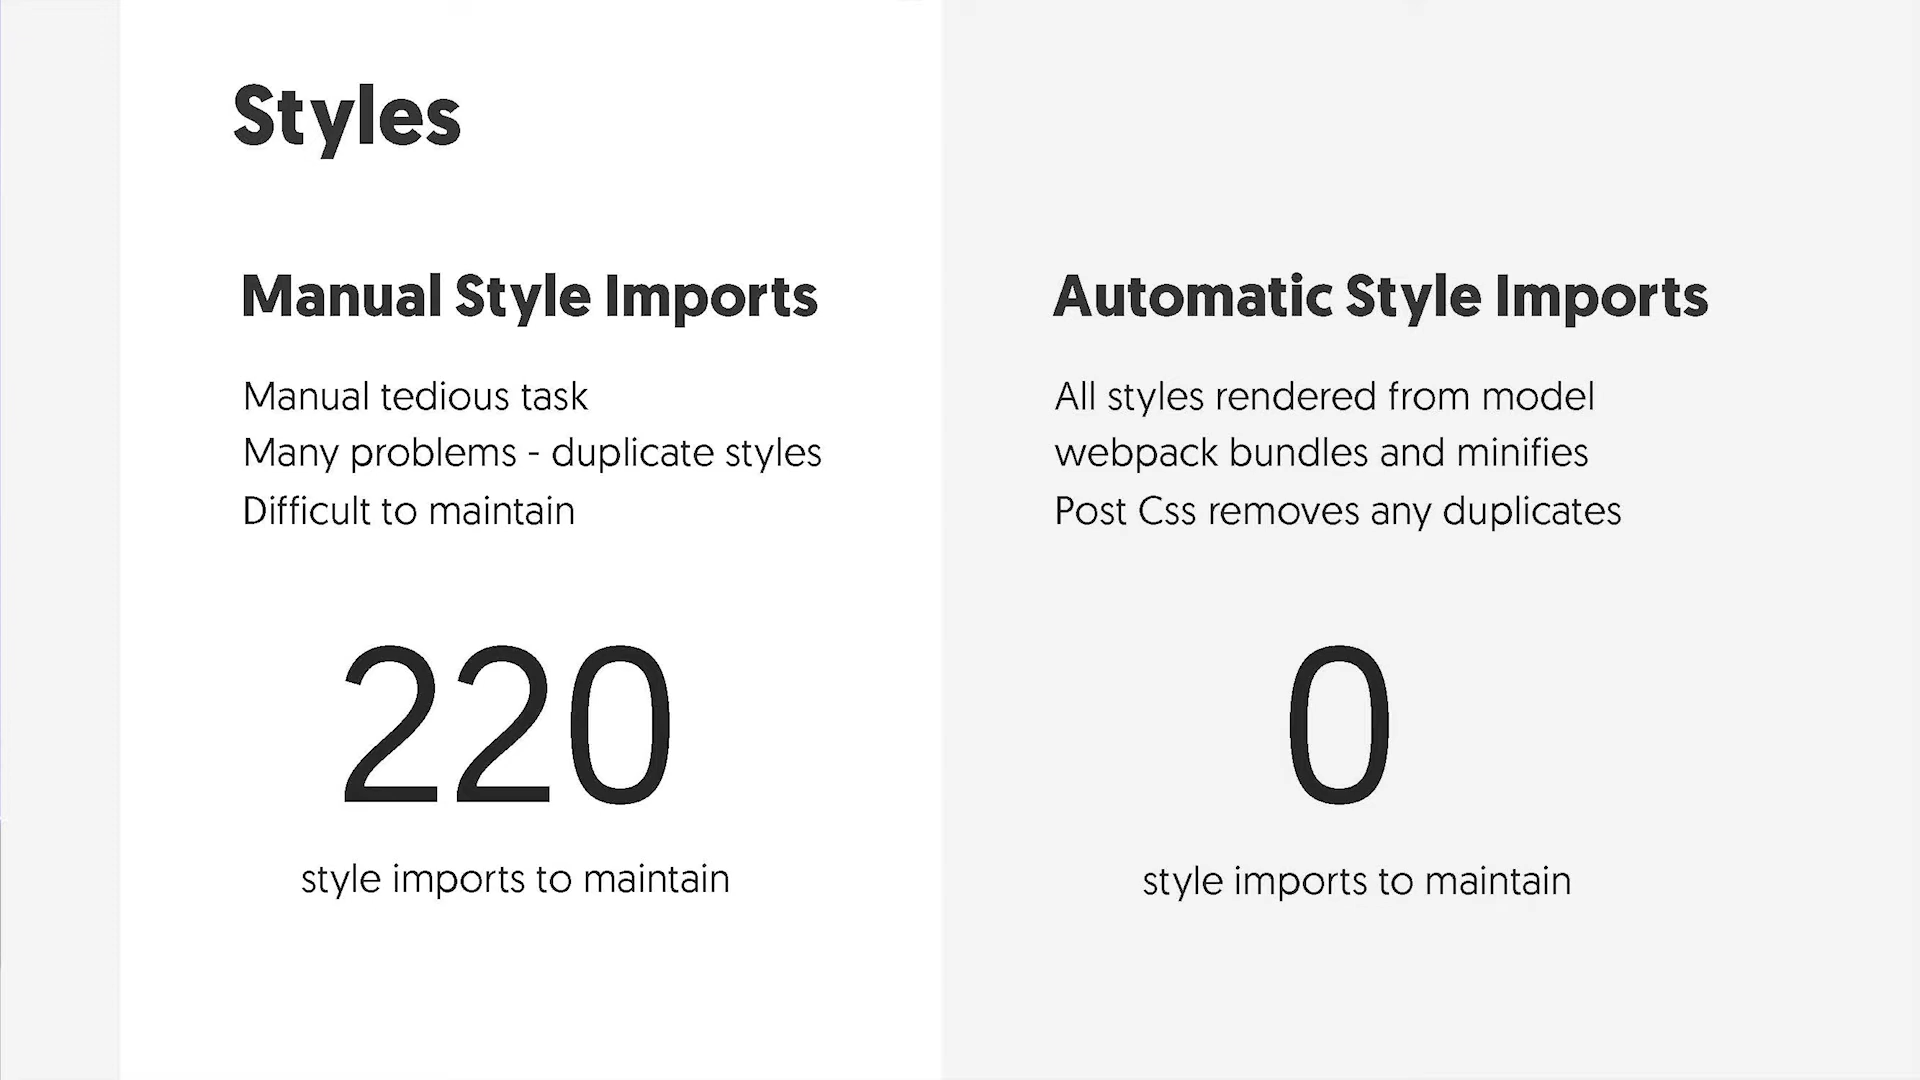 Styles
Manual Style Imports
Manual tedious task
Many problems - duplicate styles
Difficult to maintain
220
style imports to maintain
Automatic Style Imports
All styles rendered from model
webpack bundles and minifies
Post Css removes any duplicates
0
style imports to maintain